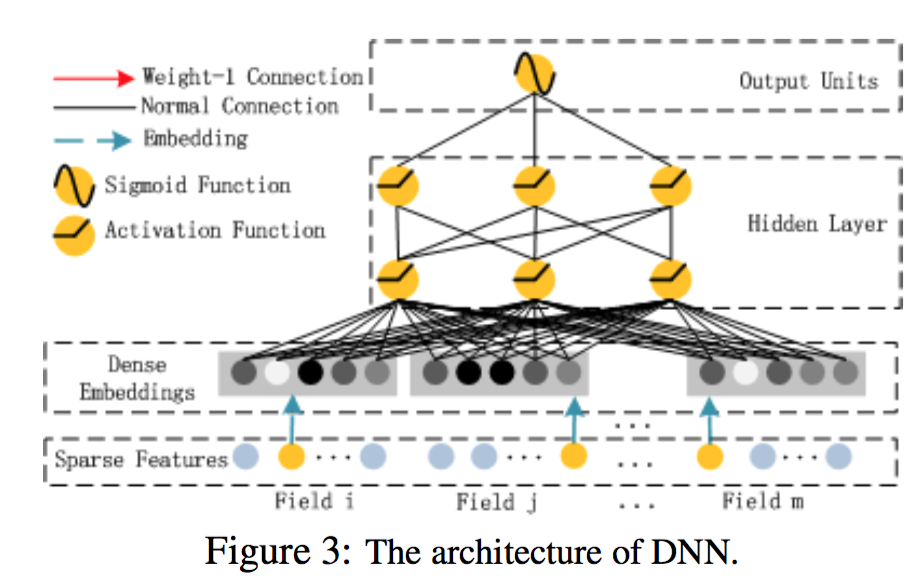 Weight-1 Connection
Normal Connection
Embedding
Sigmoid Function
Activation Function
Output Units
Hidden Layer
Dense
Embeddings
...
Sparse Features
...
...
...
...
Field i
Field j
...
Field m
Figure 3: The architecture of DNN.